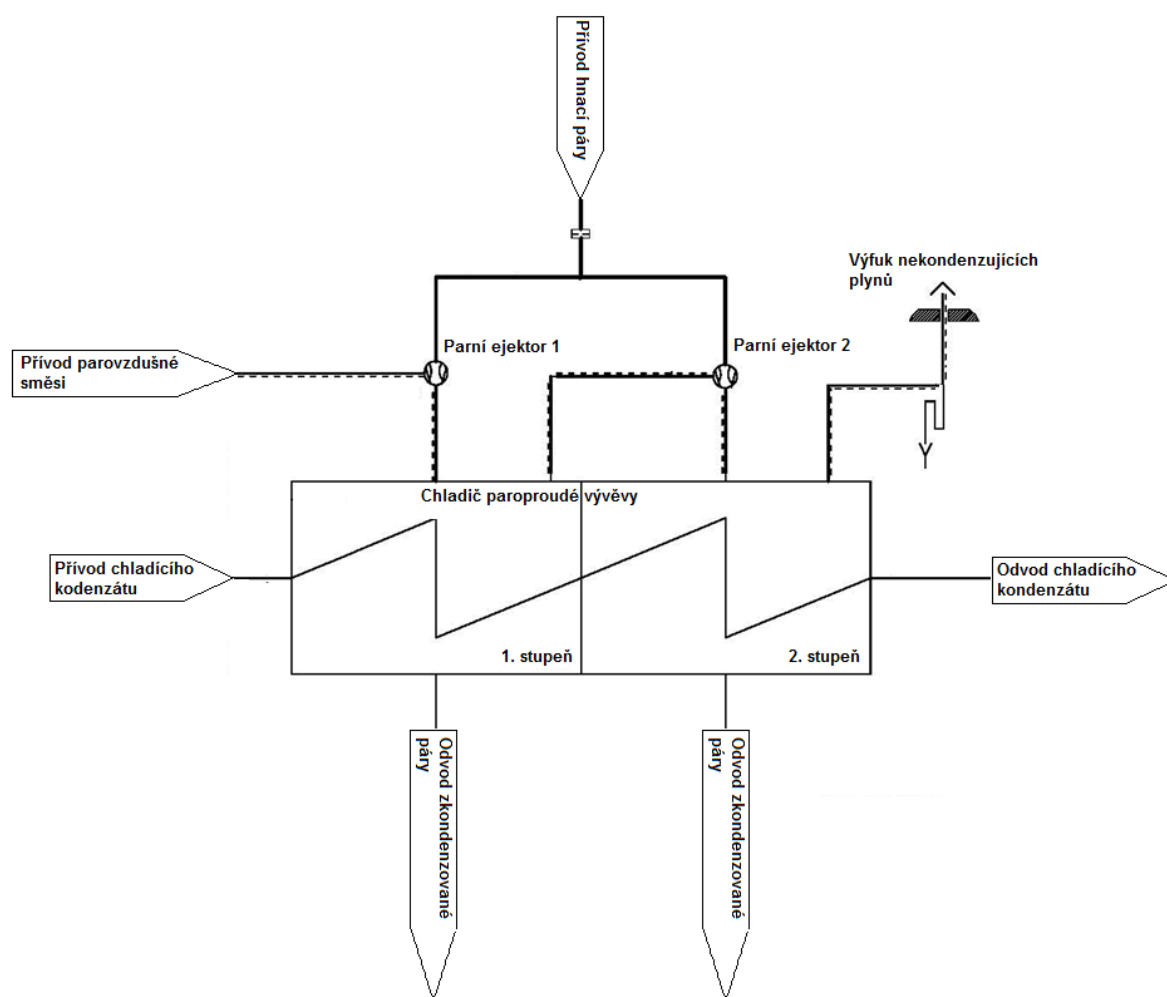 Přívod hnací páry
Výfuk nekondenzujících
plynů
Parní ejektor 1
Parní ejektor 2
Přívod parovzdušné
směsi
Chladič paroproudé vývěvy
Přívod chladícího
kodenzátu
Odvod chladícího
kondenzátu
1. stupeň
2. stupeň
Odvod zkondenzované
páry
Odvod zkondenzované
páry